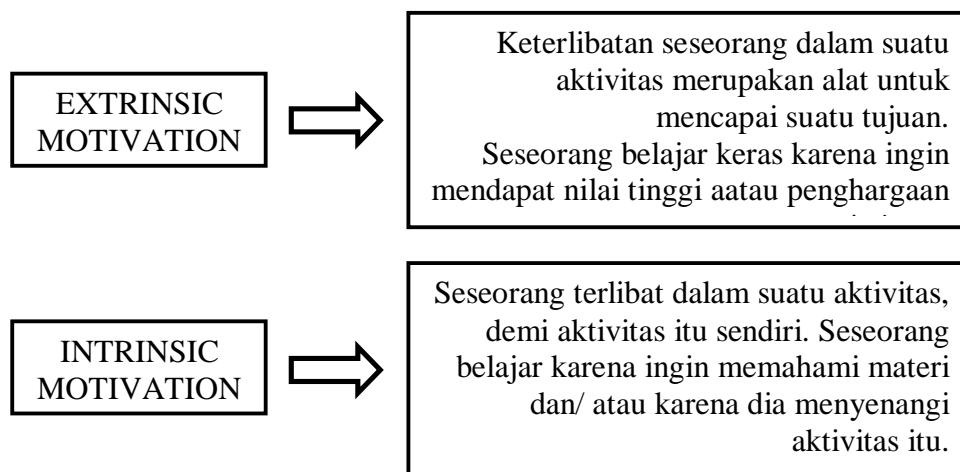 EXTRINSIC
MOTIVATION
Keterlibatan seseorang dalam suatu
aktivitas merupakan alat untuk
mencapai suatu tujuan.
Seseorang belajar keras karena ingin
mendapat nilai tinggi aatau penghargaan
INTRINSIC
MOTIVATION
Seseorang terlibat dalam suatu aktivitas,
demi aktivitas itu sendiri. Seseorang
belajar karena ingin memahami materi
dan/ atau karena dia menyenangi
aktivitas itu.